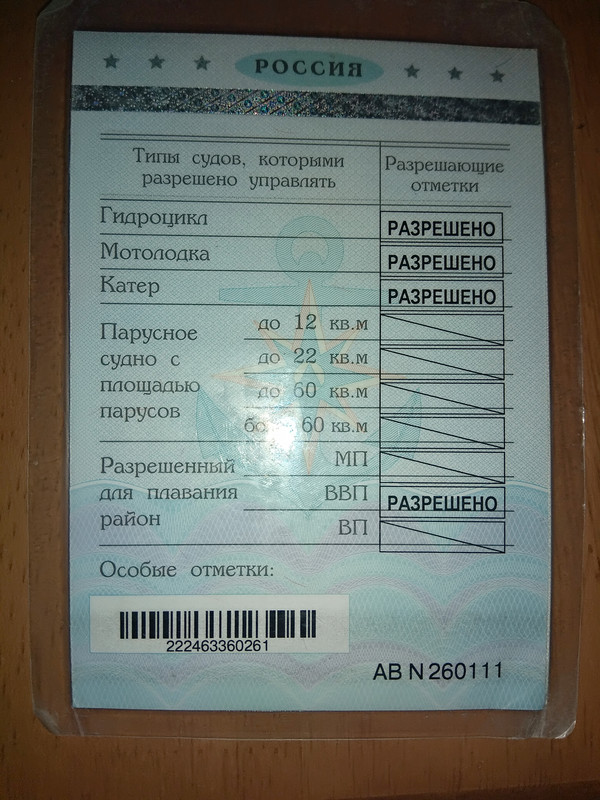 РОССИЯ
Типы судов, которыми Разрешающие
разрешено управлять отметки
Гидроцикл РАЗРЕШЕНО
Мотолодка РАЗРЕШЕНО
Катер РАЗРЕШЕНО
Парусное до 12 кв.м
судно с до 22 кв.м
площадью до 60 кв.м
парусов 60 кв.м
Разрешенный МП
для плавания ВВП РАЗРЕШЕНО
район ВП
Особые отметки:
222463360261
АВ N 260111